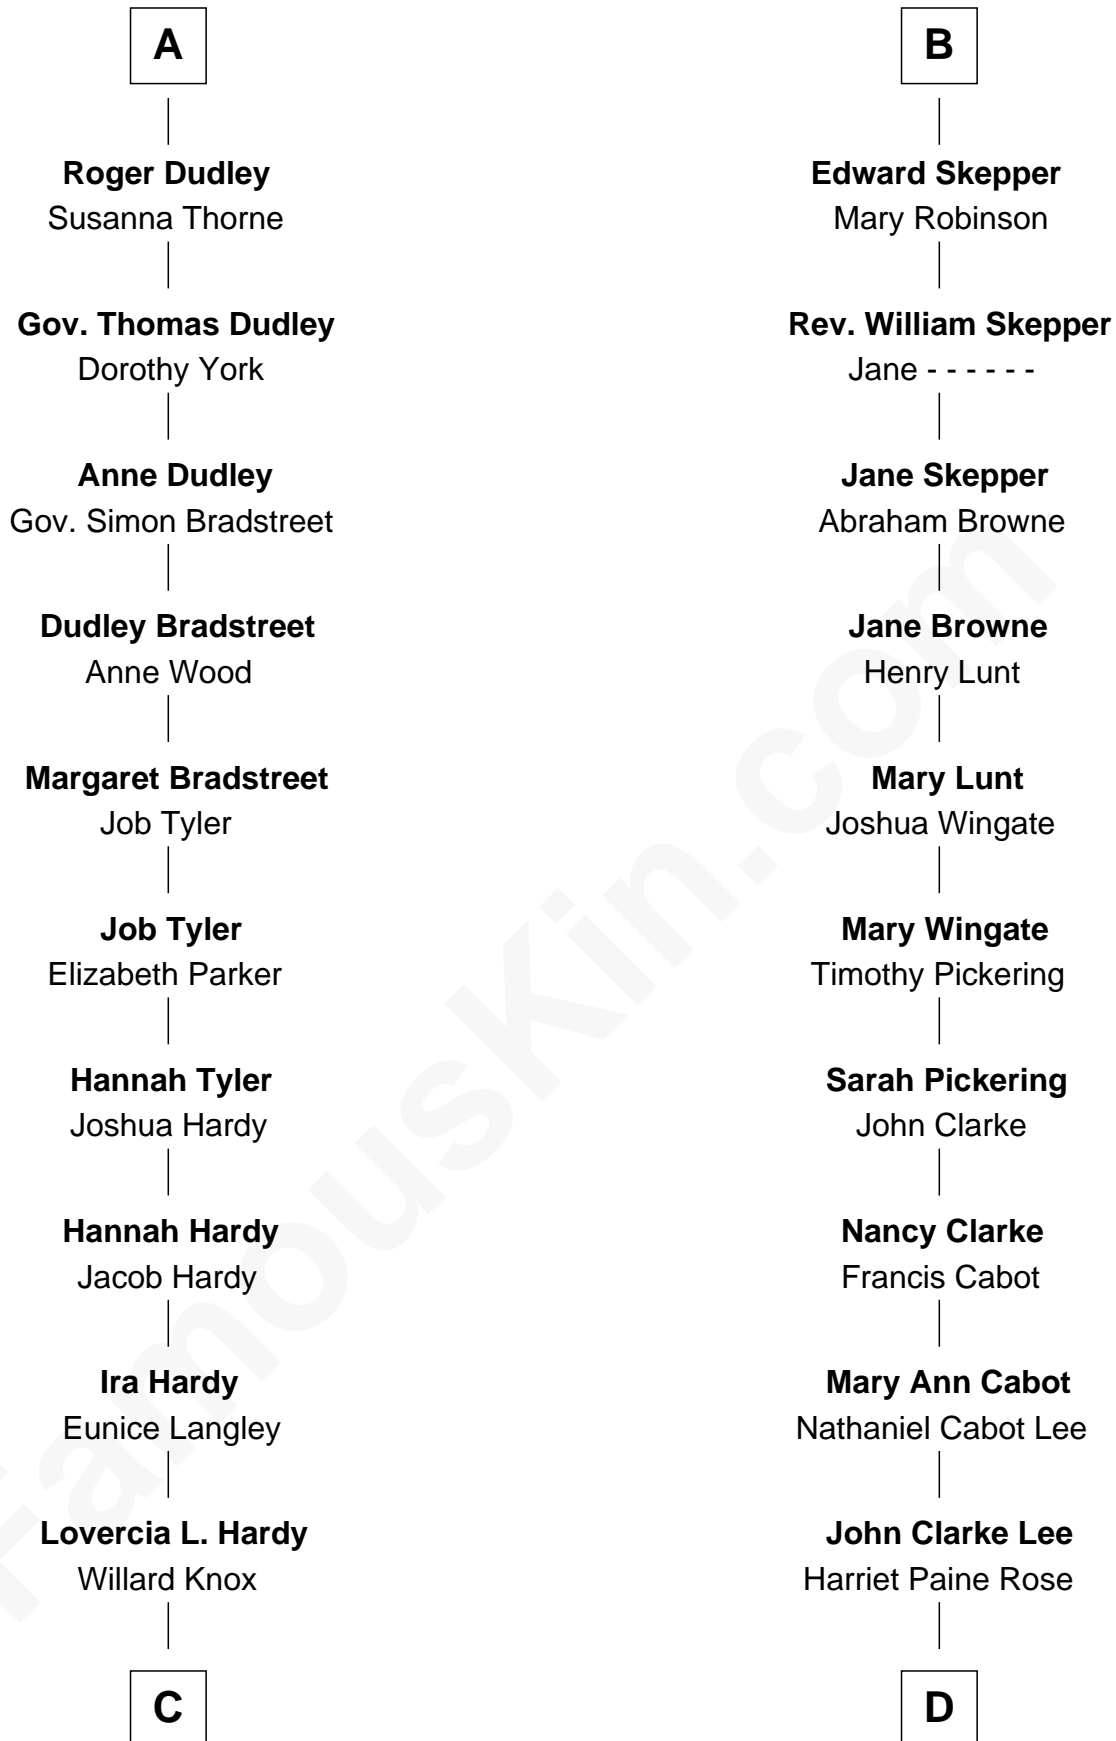 A
Roger Dudley
Susanna Thorne
Gov. Thomas Dudley
Dorothy York
Anne Dudley
Gov. Simon Bradstreet
Dudley Bradstreet
Anne Wood
Margaret Bradstreet
Job Tyler
Job Tyler
Elizabeth Parker
Hannah Tyler
Joshua Hardy
Hannah Hardy
Jacob Hardy
Ira Hardy
Eunice Langley
Lovercia L. Hardy
Willard Knox
C
B
Edward Skepper
Mary Robinson
Rev. William Skepper
Jane - - - - - -
Jane Skepper
Abraham Browne
Jane Browne
Henry Lunt
Mary Lunt
Joshua Wingate
Mary Wingate
Timothy Pickering
Sarah Pickering
John Clarke
Nancy Clarke
Francis Cabot
Mary Ann Cabot
Nathaniel Cabot Lee
John Clarke Lee
Harriet Paine Rose
D
FamousKin.com